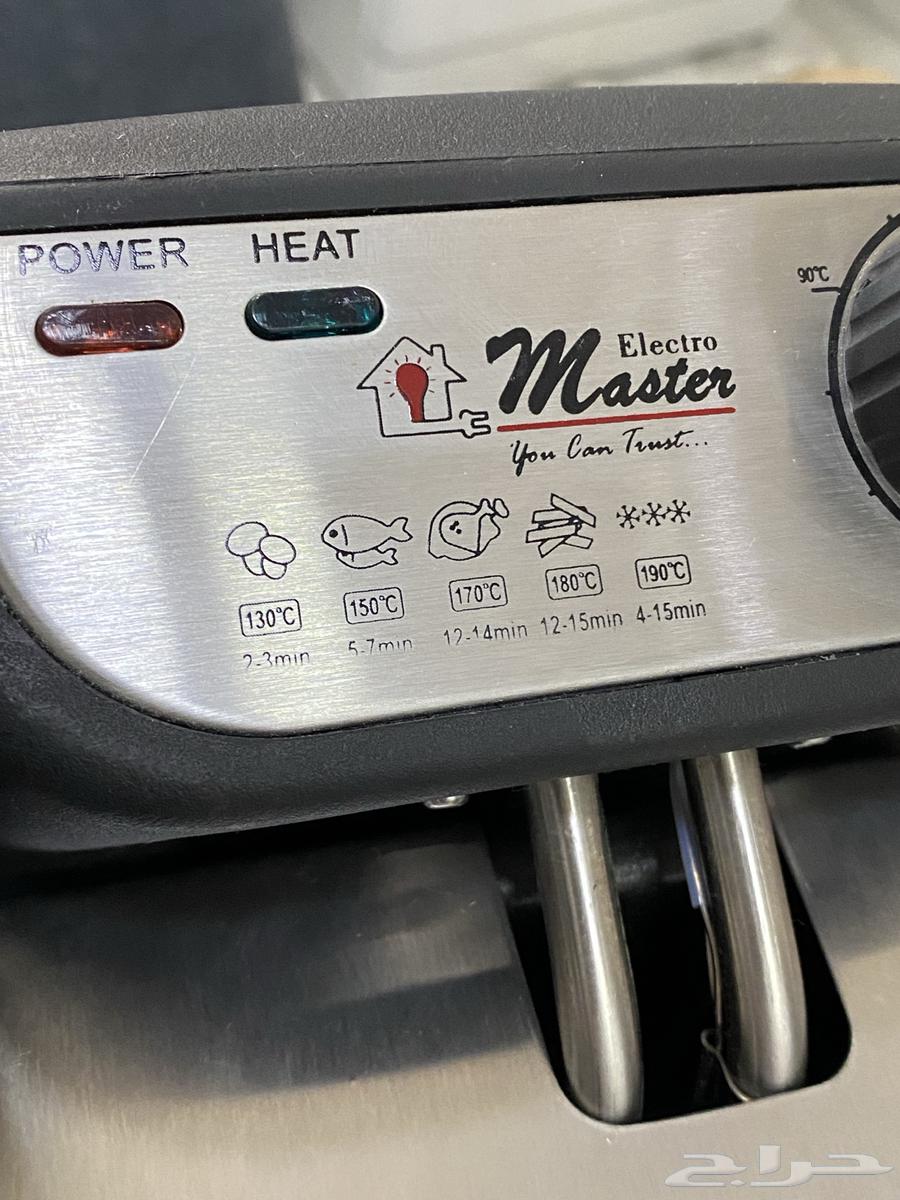 POWER HEAT
90℃
Electro
Master
You Can Trust...
130℃ 150℃ 170℃ 180℃ 190℃
2-3min 5-7min 12-14min 12-15min 4-15min
حراج